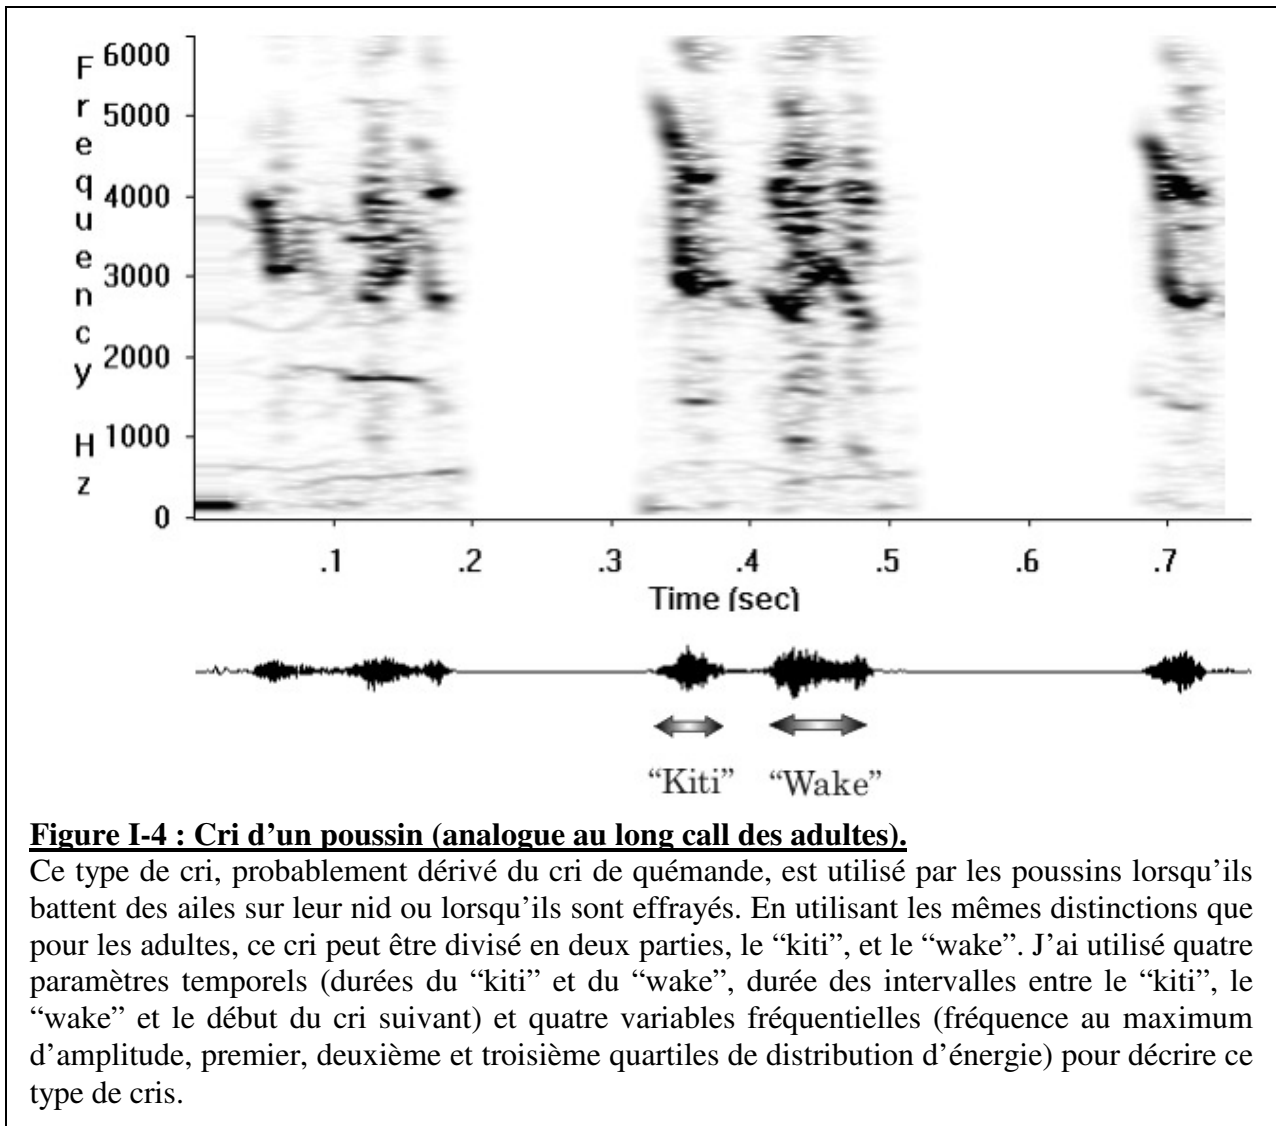 Frequency Hz
6000
5000
4000
3000
2000
1000
0
.1 .2 .3 .4 .5 .6 .7
Time (sec)
“Kiti” “Wake”
Figure I-4 : Cri d’un poussin (analogue au long call des adultes).
Ce type de cri, probablement dérivé du cri de quémande, est utilisé par les poussins lorsqu’ils
battent des ailes sur leur nid ou lorsqu’ils sont effrayés. En utilisant les mêmes distinctions que
pour les adultes, ce cri peut être divisé en deux parties, le “kiti”, et le “wake”. J’ai utilisé quatre
paramètres temporels (durées du “kiti” et du “wake”, durée des intervalles entre le “kiti”, le
“wake” et le début du cri suivant) et quatre variables fréquentielles (fréquence au maximum
d’amplitude, premier, deuxième et troisième quartiles de distribution d’énergie) pour décrire ce
type de cris.